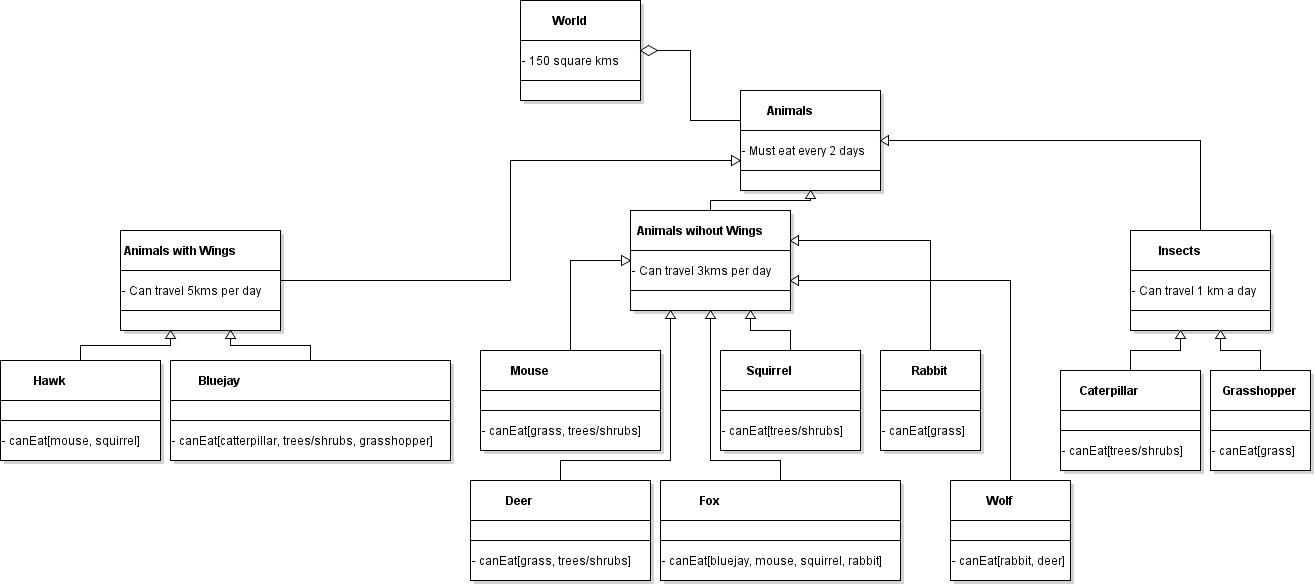 World
- 150 square kms
Animals
- Must eat every 2 days
Animals with Wings
- Can travel 5kms per day
Animals wihout Wings
- Can travel 3kms per day
Insects
- Can travel 1 km a day
Hawk
- canEat[mouse, squirrel]
Bluejay
- canEat[catterpillar, trees/shrubs, grasshopper]
Mouse
- canEat[grass, trees/shrubs]
Squirrel
- canEat[trees/shrubs]
Rabbit
- canEat[grass]
Caterpillar
- canEat[trees/shrubs]
Grasshopper
- canEat[grass]
Deer
- canEat[grass, trees/shrubs]
Fox
- canEat[bluejay, mouse, squirrel, rabbit]
Wolf
- canEat[rabbit, deer]